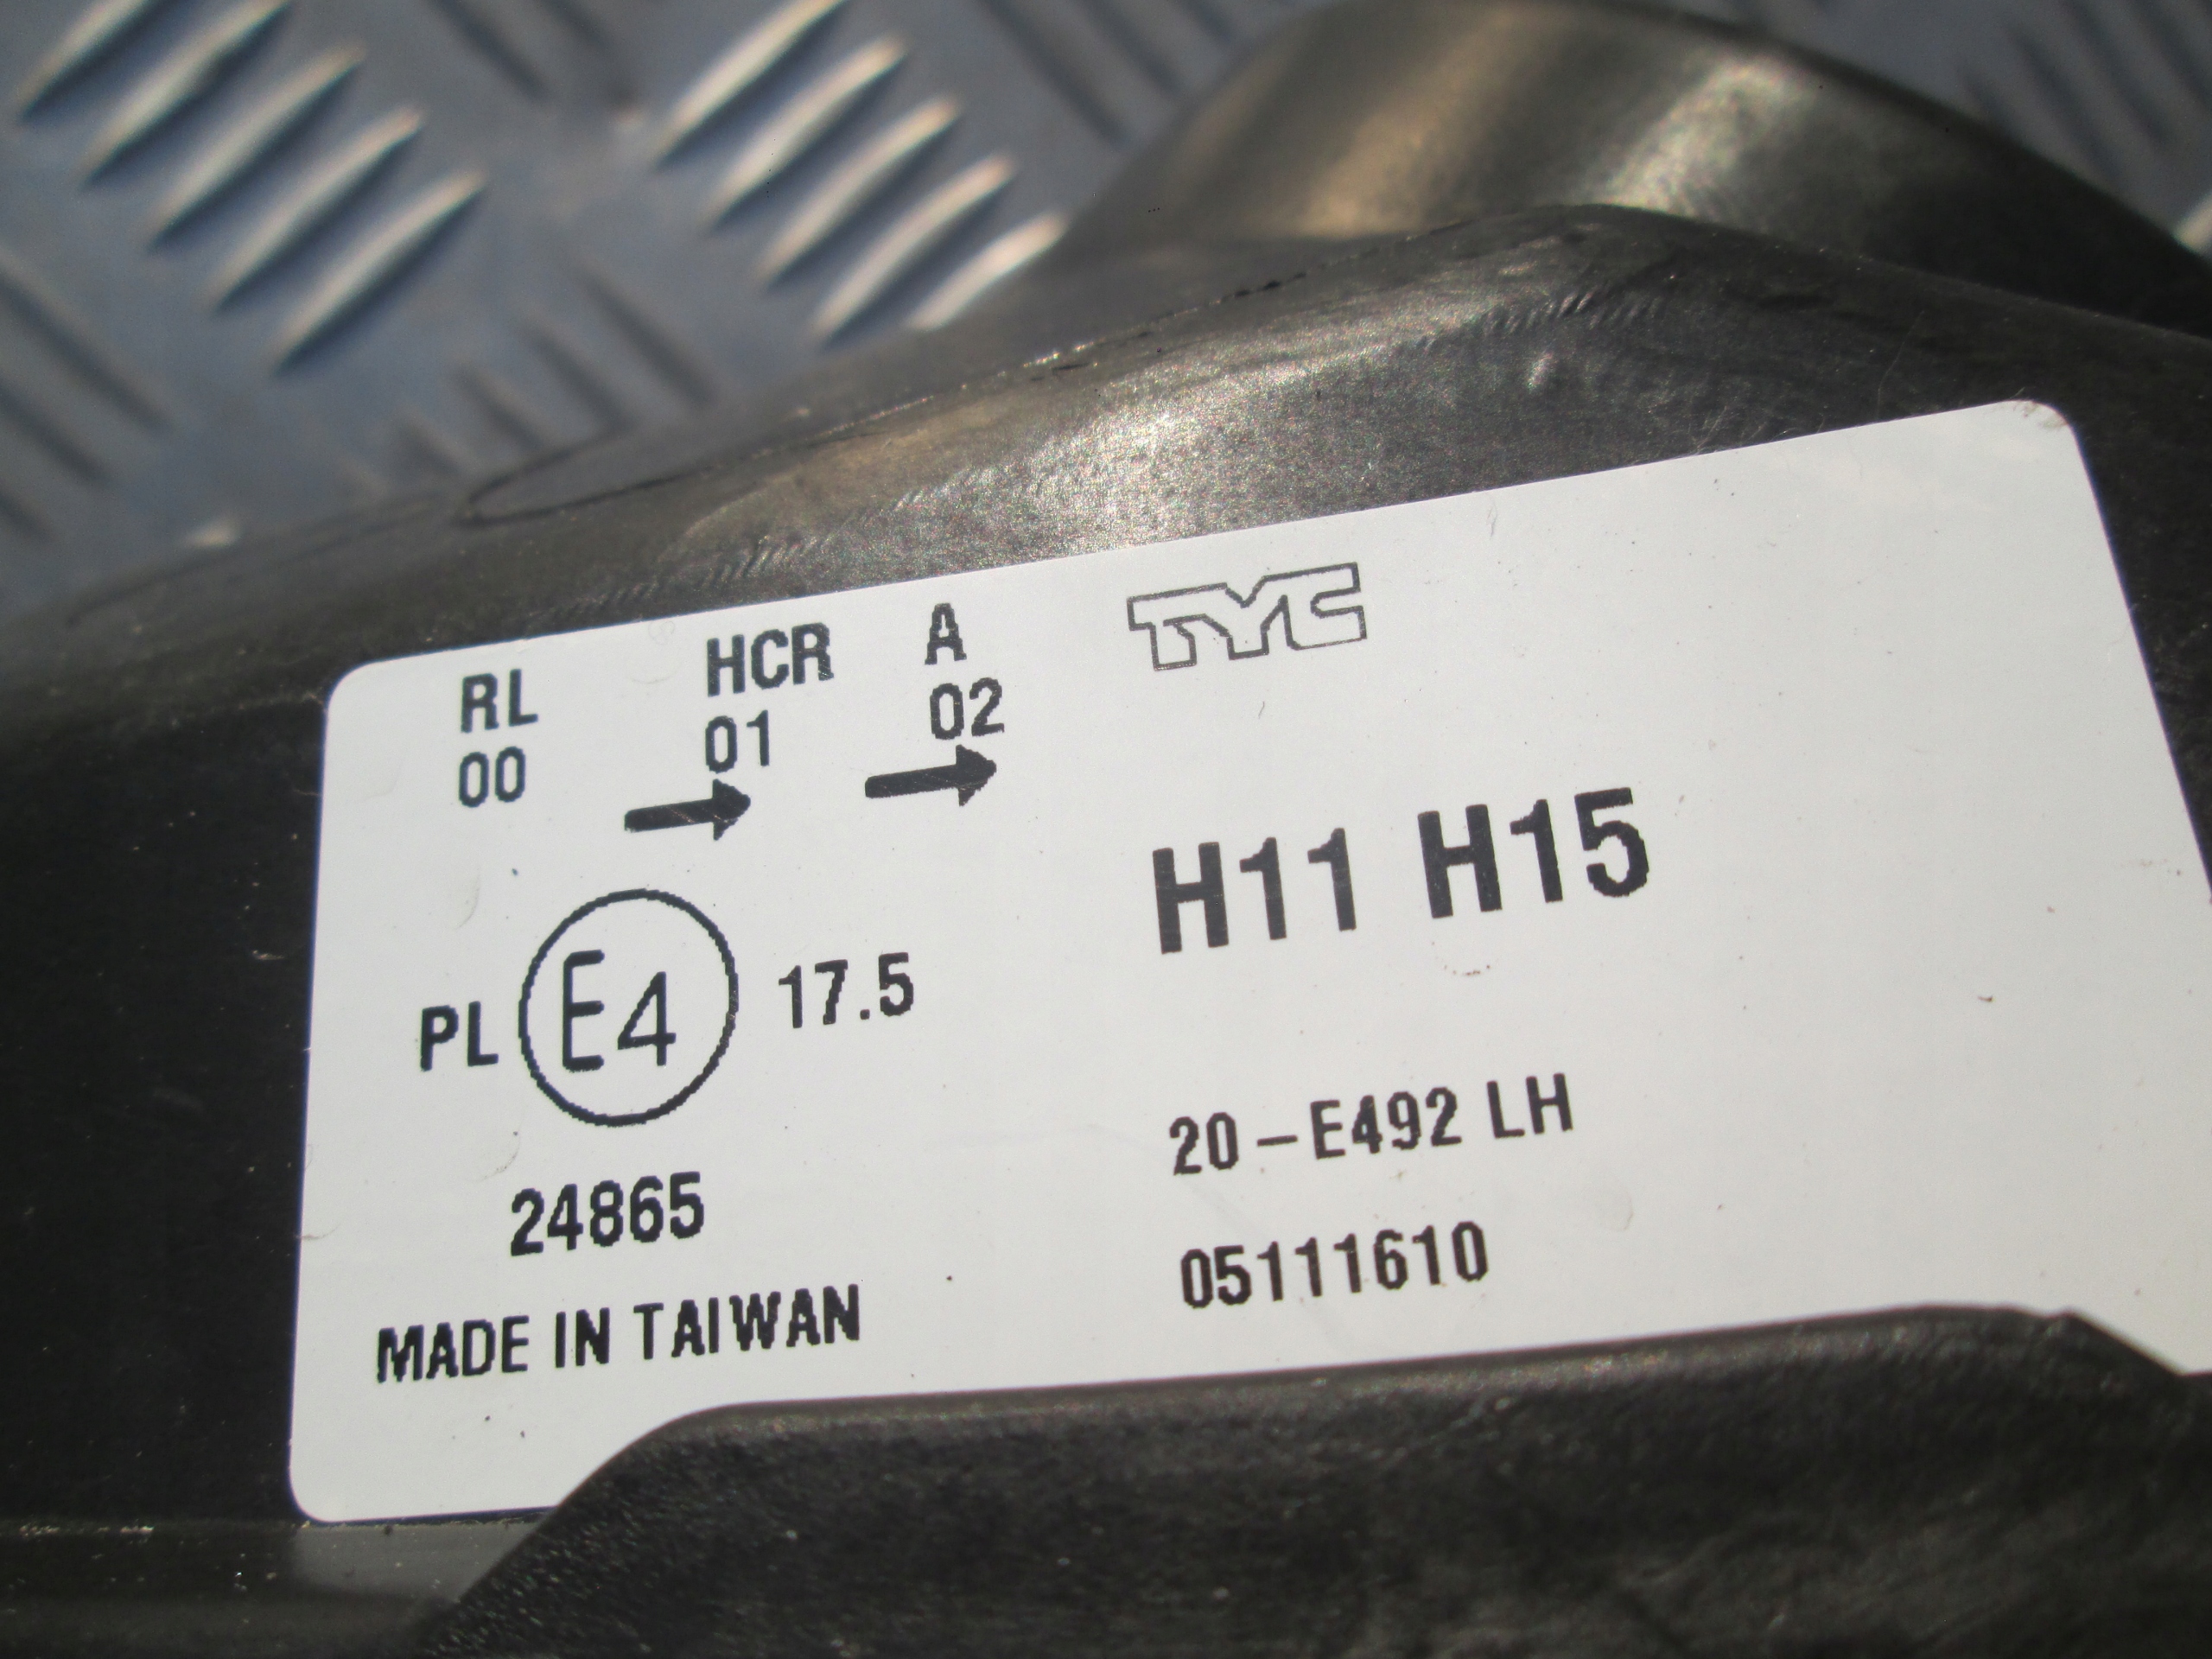 RL HCR A TYC
00 01 02
→ →
H11 H15
PL E4 17.5
20-E492 LH
24865
05111610
MADE IN TAIWAN